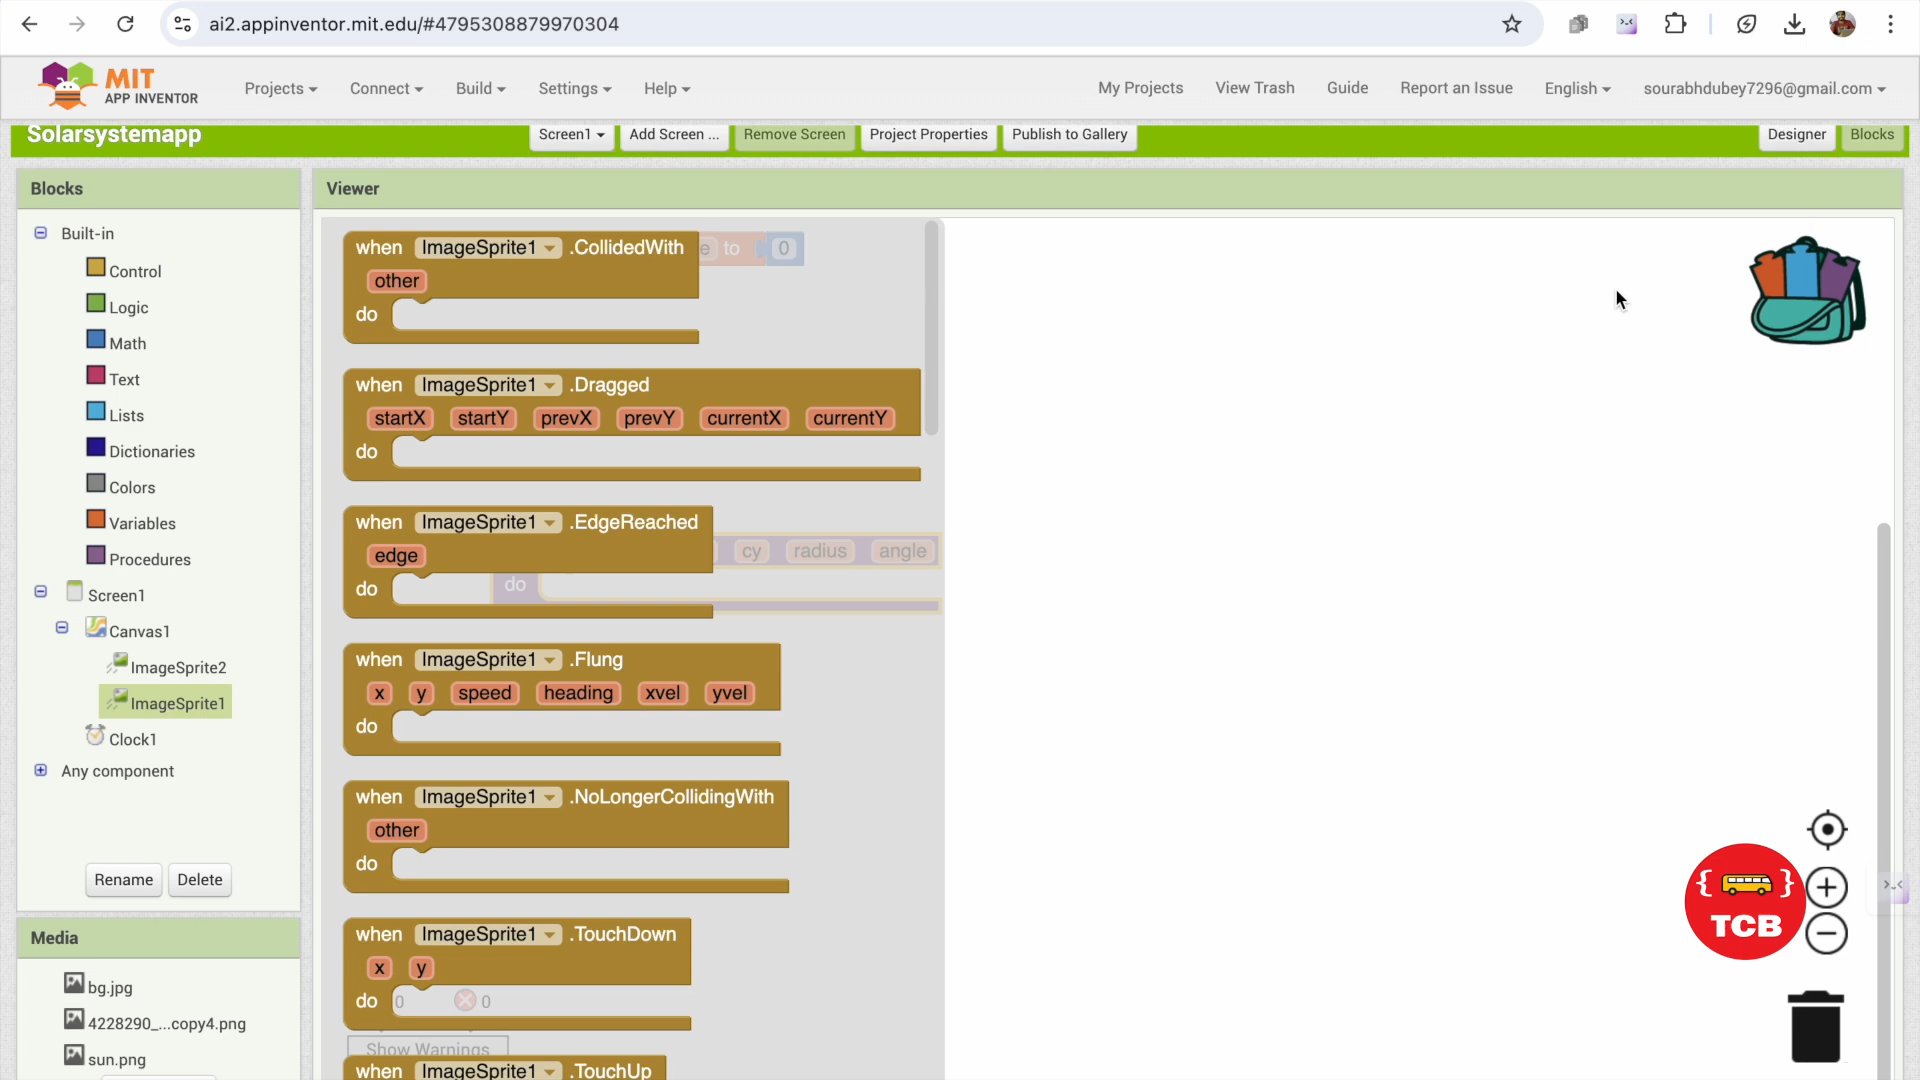 ai2.appinventor.mit.edu/#4795308879970304
MIT
APP INVENTOR
Projects Connect Build Settings Help My Projects View Trash Guide Report an Issue English sourabhdubey7296@gmail.com
Solarsystemapp Screen1 Add Screen ... Remove Screen Project Properties Publish to Gallery Designer Blocks
Blocks
Viewer
Built-in
Control
Logic
Math
Text
Lists
Dictionaries
Colors
Variables
Procedures
Screen1
Canvas1
ImageSprite2
ImageSprite1
Clock1
Any component
Rename Delete
Media
bg.jpg
4228290_...copy4.png
sun.png
when ImageSprite1 .CollidedWith
e to 0
other
do
when ImageSprite1 .Dragged
startX startY prevX prevY currentX currentY
do
when ImageSprite1 .EdgeReached
edge
cy radius angle
do
do
when ImageSprite1 .Flung
x y speed heading xvel yvel
do
when ImageSprite1 .NoLongerCollidingWith
other
do
when ImageSprite1 .TouchDown
x y
do
0 0
Show Warnings
when ImageSprite1 .TouchUp
{ }
TCB